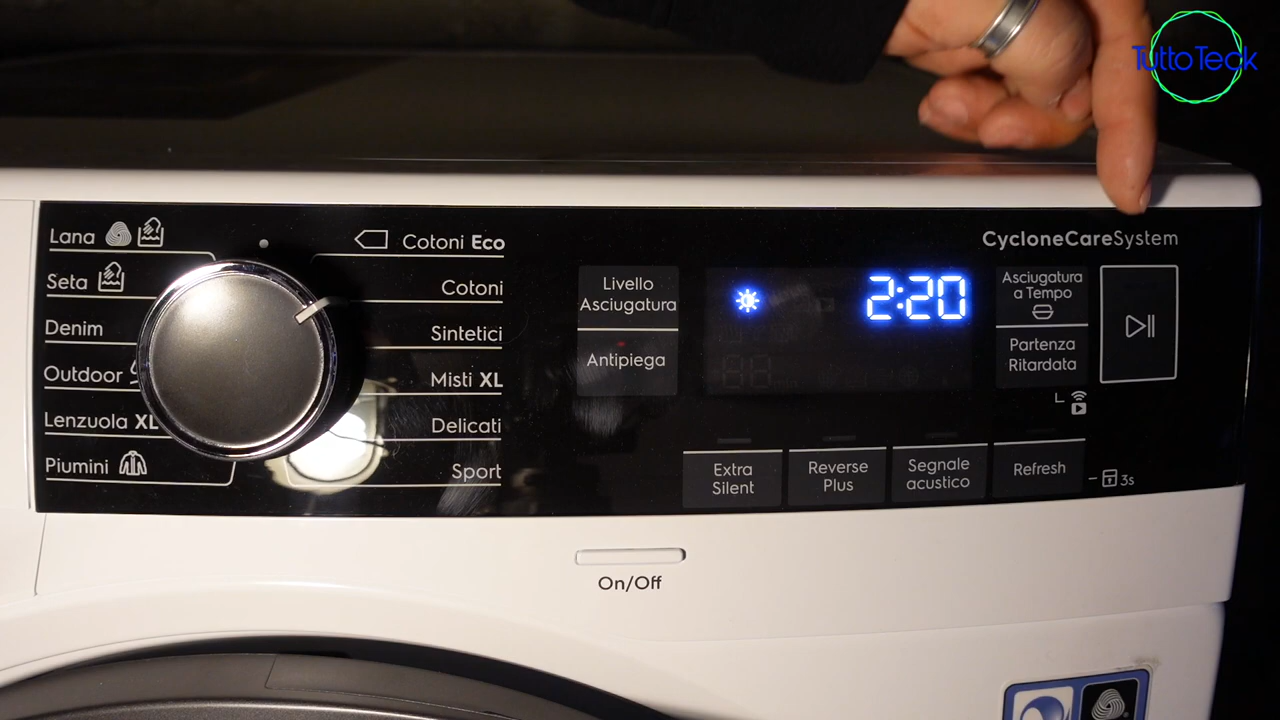 TuttoTeck
CycloneCareSystem
Lana
Seta
Denim
Outdoor
Lenzuola XL
Piumini
Cotoni Eco
Cotoni
Sintetici
Misti XL
Delicati
Sport
Livello
Asciugatura
Antipiega
2:20
Asciugatura
a Tempo
Partenza
Ritardata
Extra
Silent
Reverse
Plus
Segnale
acustico
Refresh
3s
On/Off